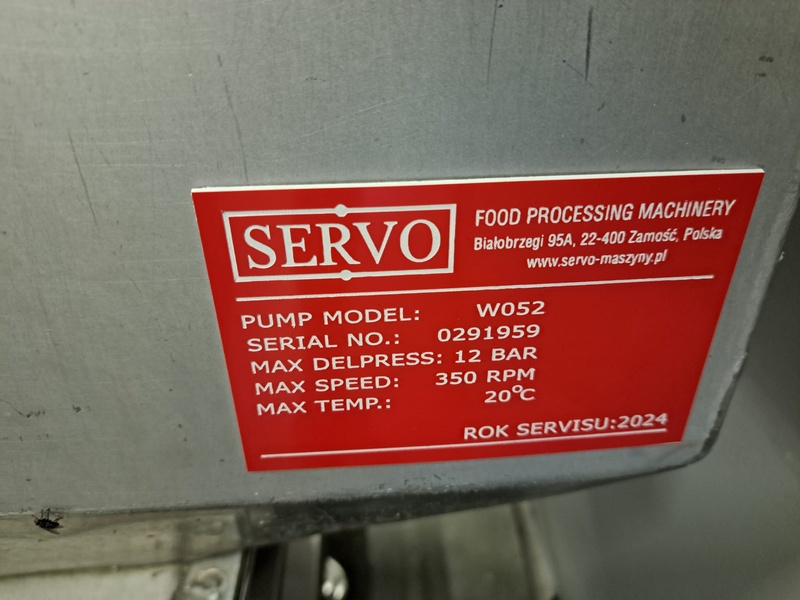 SERVO
FOOD PROCESSING MACHINERY
Białobrzegi 95A, 22-400 Zamość, Polska
www.servo-maszyny.pl
PUMP MODEL: W052
SERIAL NO.: 0291959
MAX DELPRESS: 12 BAR
MAX SPEED: 350 RPM
MAX TEMP.: 20°C
ROK SERVISU:2024